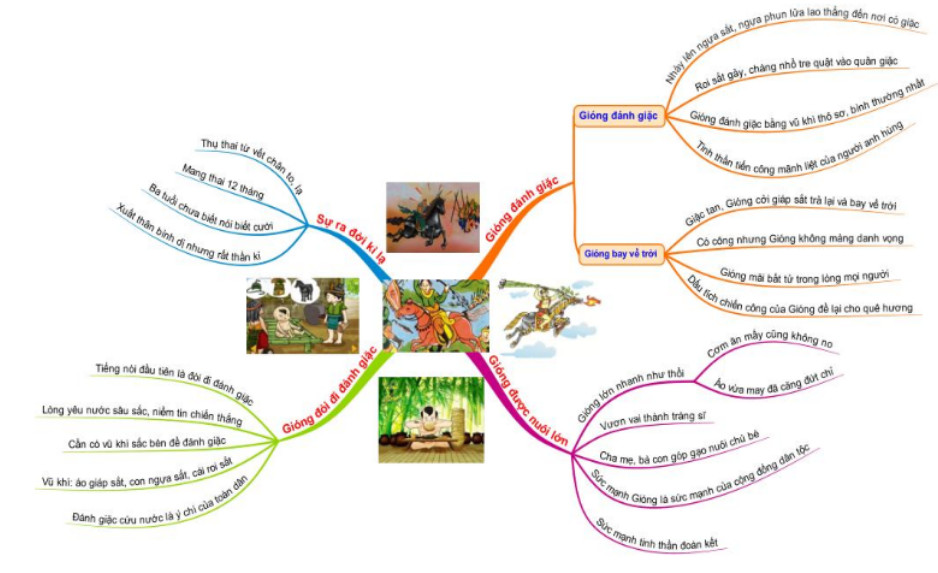 Sự ra đời kì lạ
Thụ thai từ vết chân to, lạ
Mang thai 12 tháng
Ba tuổi chưa biết nói biết cười
Xuất thân bình dị nhưng rất thần kì
Gióng đòi đi đánh giặc
Tiếng nói đầu tiên là đòi đi đánh giặc
Lòng yêu nước sâu sắc, niềm tin chiến thắng
Cần có vũ khí sắc bén để đánh giặc
Vũ khí: áo giáp sắt, con ngựa sắt, cái roi sắt
Đánh giặc cứu nước là ý chí của toàn dân
Gióng được nuôi lớn
Gióng lớn nhanh như thổi
Cơm ăn mấy cũng không no
Áo vừa may đã căng đứt chỉ
Vươn vai thành tráng sĩ
Cha mẹ, bà con góp gạo nuôi chú bé
Sức mạnh Gióng là sức mạnh của cộng đồng dân tộc
Sức mạnh tinh thần đoàn kết
Gióng đánh giặc
Gióng đánh giặc
Nhảy lên ngựa sắt, ngựa phun lửa lao thẳng đến nơi có giặc
Roi sắt gãy, chàng nhổ tre quật vào quân giặc
Gióng đánh giặc bằng vũ khí thô sơ, bình thường nhất
Tinh thần tiến công mãnh liệt của người anh hùng
Gióng bay về trời
Giặc tan, Gióng cởi giáp sắt trả lại và bay về trời
Có công nhưng Gióng không màng danh vọng
Gióng mãi bất tử trong lòng mọi người
Dấu tích chiến công của Gióng để lại cho quê hương